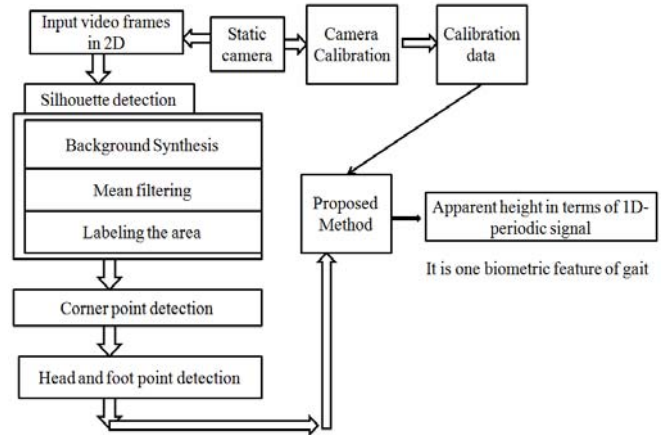 Input video frames
in 2D
Static
camera
Camera
Calibration
Calibration
data
Silhouette detection
Background Synthesis
Mean filtering
Labeling the area
Proposed
Method
Apparent height in terms of 1D-
periodic signal
It is one biometric feature of gait
Corner point detection
Head and foot point detection